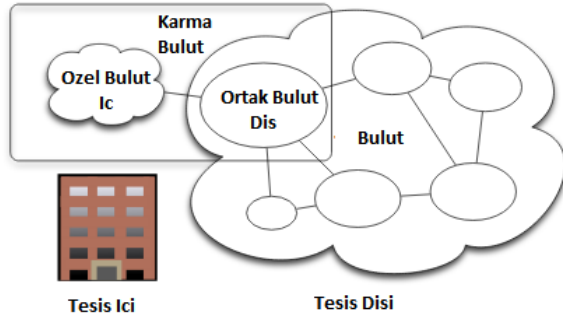 Karma
Bulut
Ozel Bulut
Ic
Ortak Bulut
Dis
Bulut
Tesis Ici
Tesis Disi